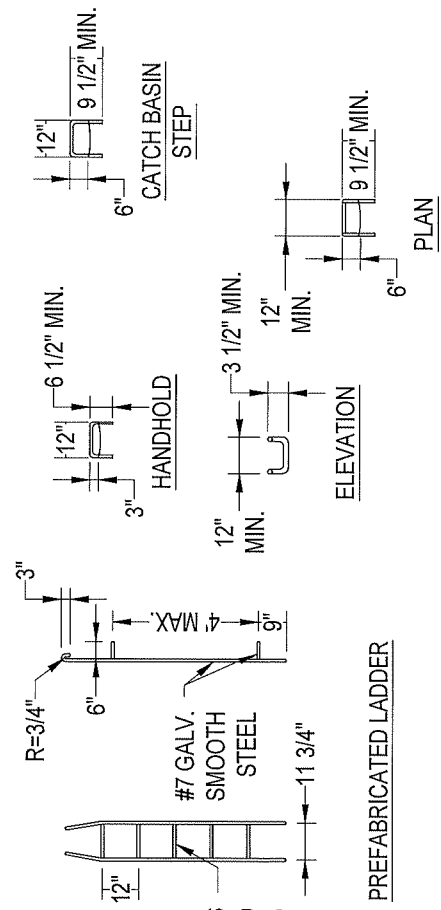 12"
9 1/2" MIN.
6"
CATCH BASIN
STEP
12"
MIN.
9 1/2" MIN.
6"
PLAN
12"
6 1/2" MIN.
3"
HANDHOLD
12"
MIN.
3 1/2" MIN.
ELEVATION
R=3/4"
3"
6"
4' MAX.
9"
#7 GALV.
SMOOTH
STEEL
12"
11 3/4"
PREFABRICATED LADDER